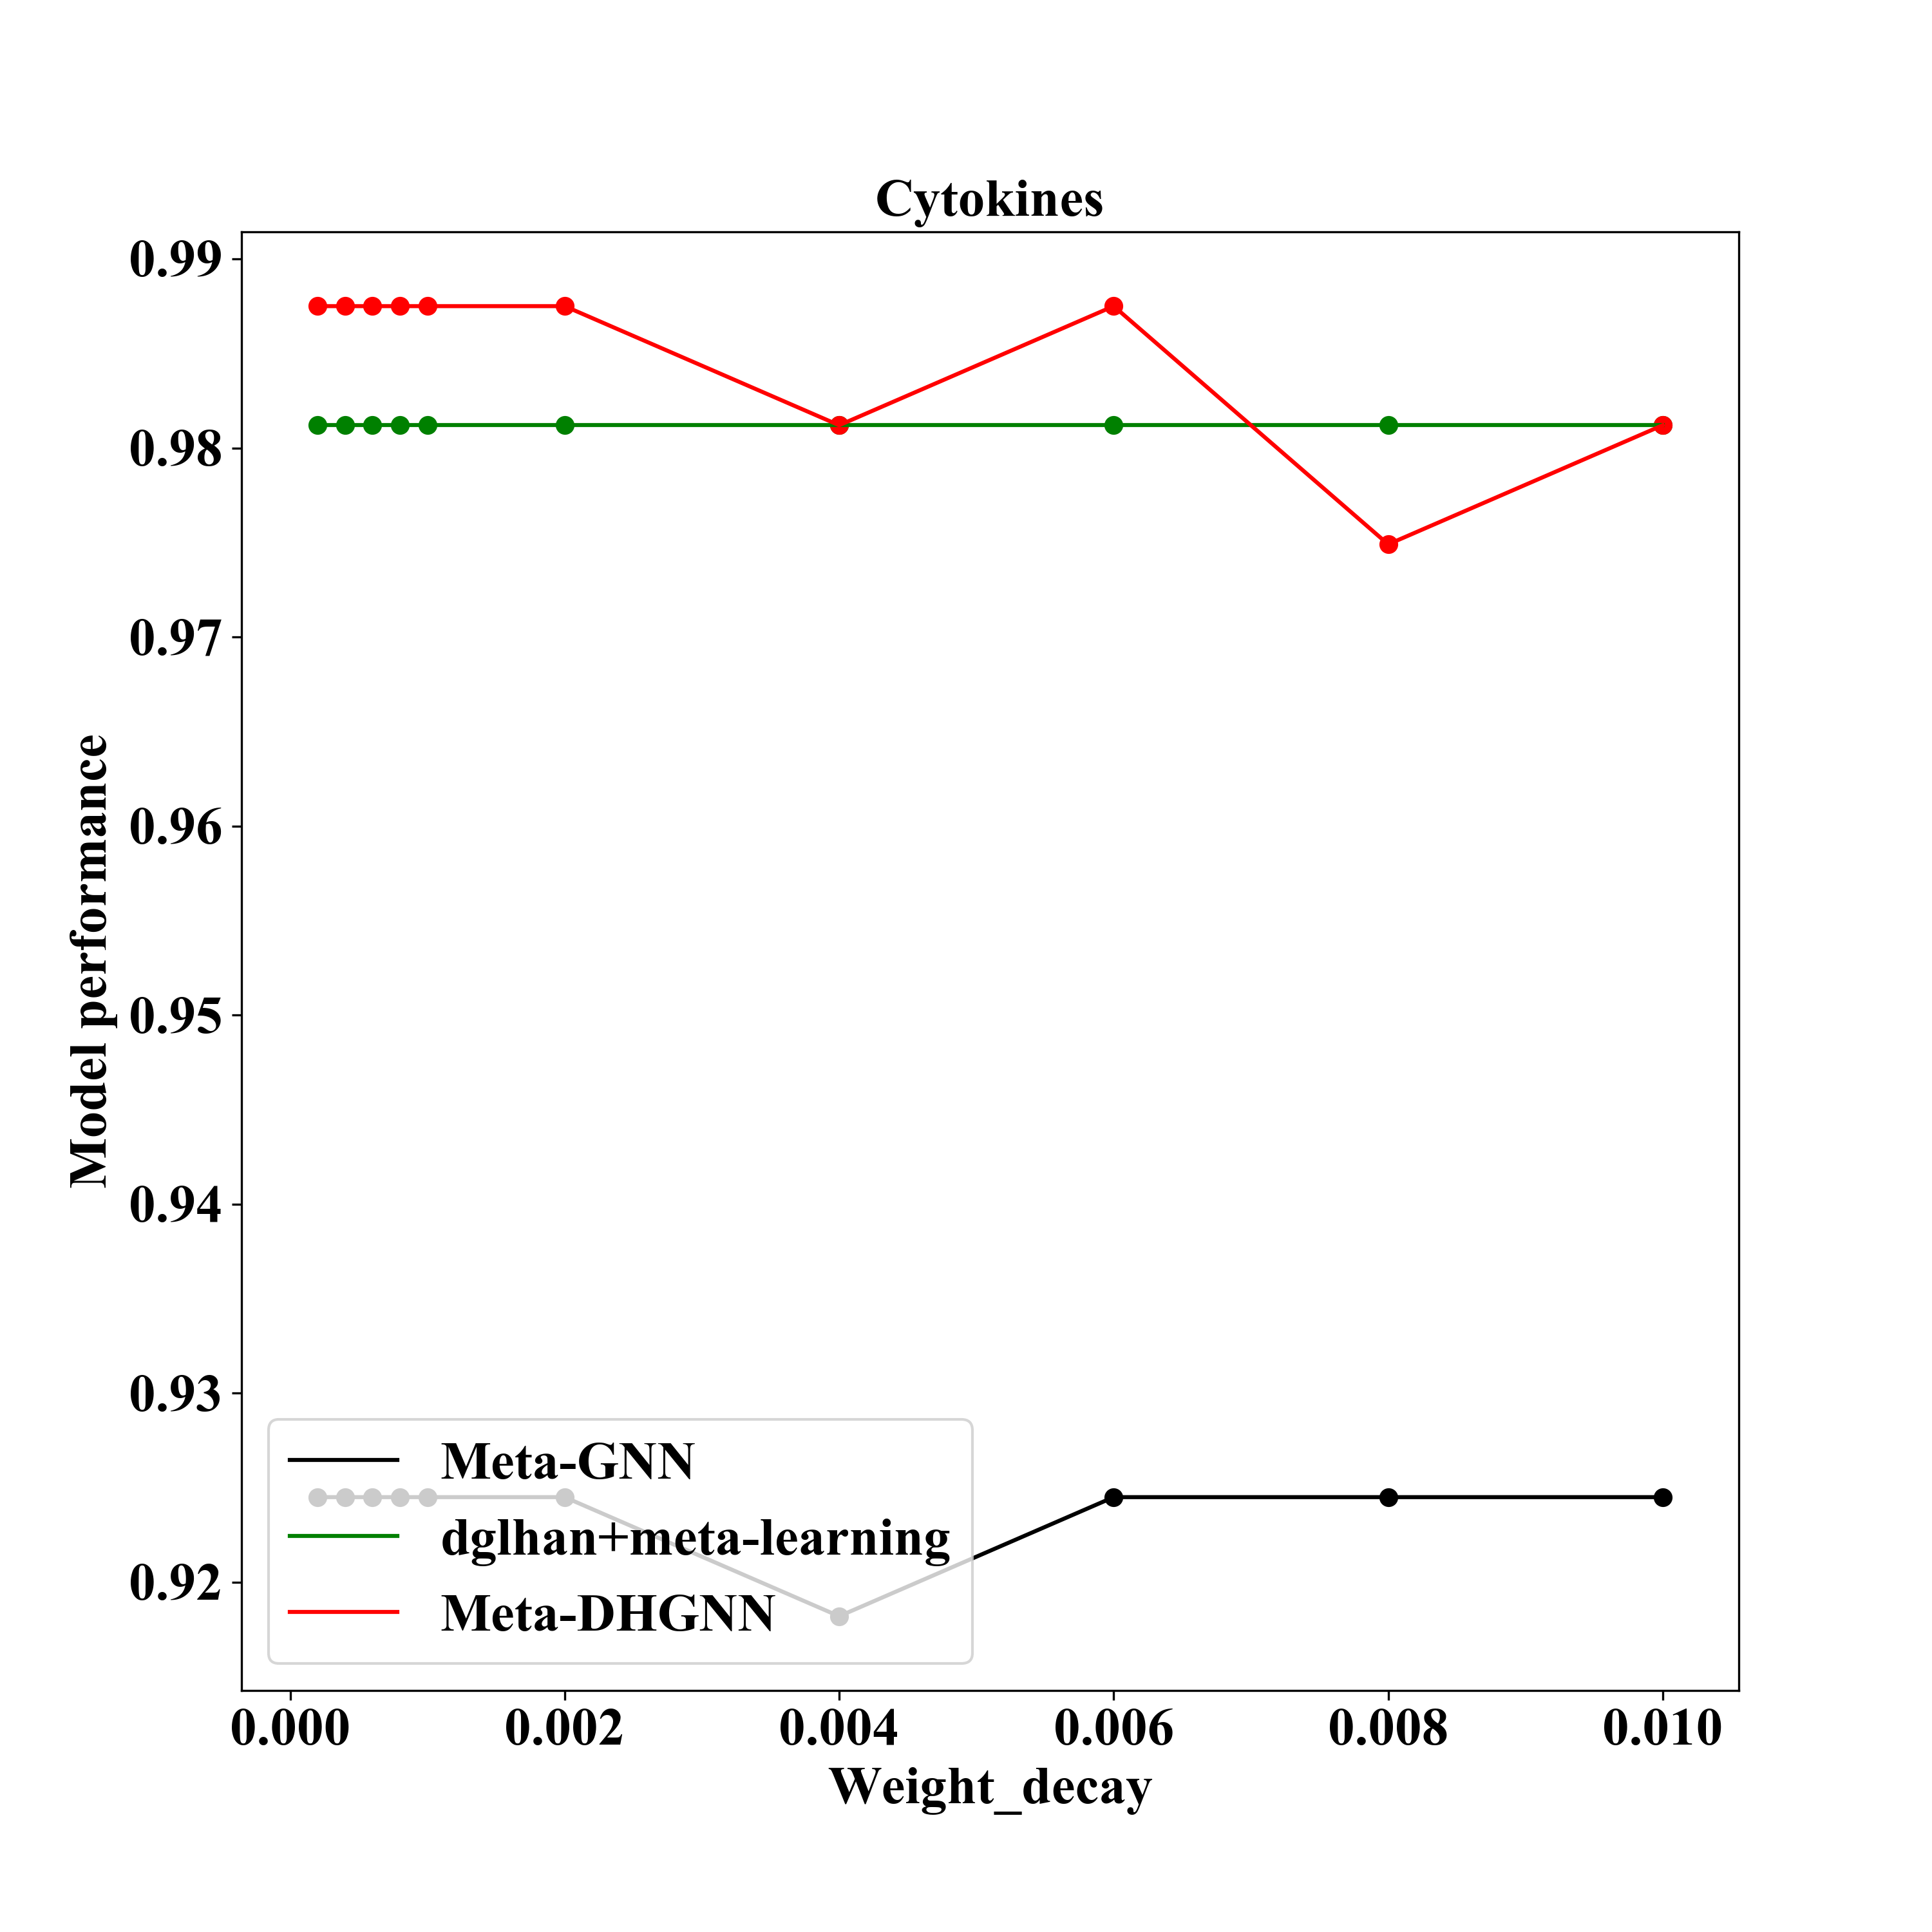 Cytokines
0.99
0.98
0.97
0.96
0.95
0.94
0.93
0.92
Model performance
Meta-GNN
dglhan+meta-learning
Meta-DHGNN
0.000 0.002 0.004 0.006 0.008 0.010
Weight_decay